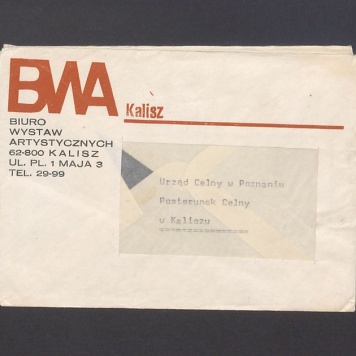 BWA Kalisz
BIURO
WYSTAW
ARTYSTYCZNYCH
62-800 KALISZ
UL. PL. 1 MAJA 3
TEL. 29-99
Urząd Celny w Poznaniu
Posterunek Celny
w Kaliszu